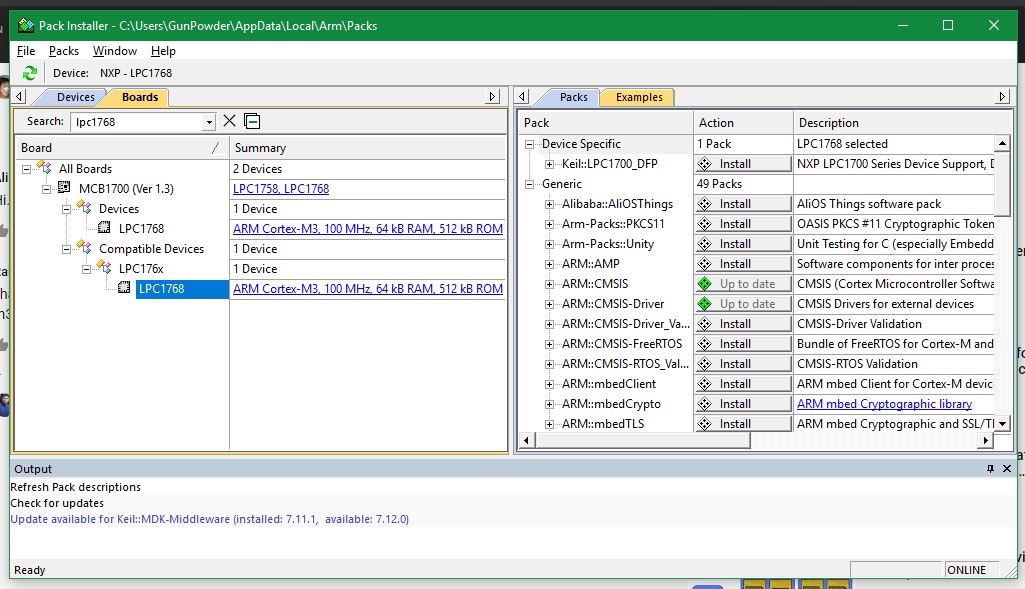 Pack Installer - C:\Users\GunPowder\AppData\Local\Arm\Packs
File Packs Window Help
Device: NXP - LPC1768
Devices Boards
Search: lpc1768
Board Summary
All Boards 2 Devices
MCB1700 (Ver 1.3) LPC1758, LPC1768
Devices 1 Device
LPC1768 ARM Cortex-M3, 100 MHz, 64 kB RAM, 512 kB ROM
Compatible Devices 1 Device
LPC176x 1 Device
LPC1768 ARM Cortex-M3, 100 MHz, 64 kB RAM, 512 kB ROM
Packs Examples
Pack Action Description
Device Specific 1 Pack LPC1768 selected
Keil::LPC1700_DFP Install NXP LPC1700 Series Device Support, D
Generic 49 Packs
Alibaba::AliOSThings Install AliOS Things software pack
Arm-Packs::PKCS11 Install OASIS PKCS #11 Cryptographic Token
Arm-Packs::Unity Install Unit Testing for C (especially Embedd
ARM::AMP Install Software components for inter proces
ARM::CMSIS Up to date CMSIS (Cortex Microcontroller Softwa
ARM::CMSIS-Driver Up to date CMSIS Drivers for external devices
ARM::CMSIS-Driver_Va... Install CMSIS-Driver Validation
ARM::CMSIS-FreeRTOS Install Bundle of FreeRTOS for Cortex-M and
ARM::CMSIS-RTOS_Val... Install CMSIS-RTOS Validation
ARM::mbedClient Install ARM mbed Client for Cortex-M devic
ARM::mbedCrypto Install ARM mbed Cryptographic library
ARM::mbedTLS Install ARM mbed Cryptographic and SSL/TL
Output
Refresh Pack descriptions
Check for updates
Update available for Keil::MDK-Middleware (installed: 7.11.1, available: 7.12.0)
Ready ONLINE